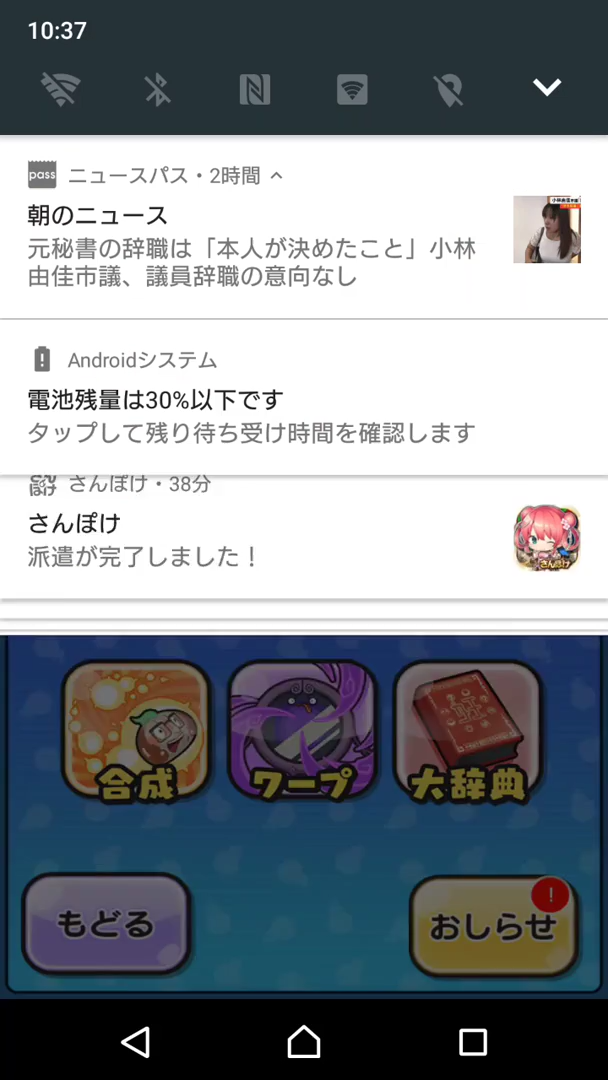 10:37
pass ニュースパス・2時間
朝のニュース
元秘書の辞職は「本人が決めたこと」小林
由佳市議、議員辞職の意向なし
Androidシステム
電池残量は30%以下です
タップして残り待ち受け時間を確認します
さんぽけ・38分
さんぽけ
派遣が完了しました！
さんぽけ
合成
ワープ
大辞典
もどる
おしらせ
!